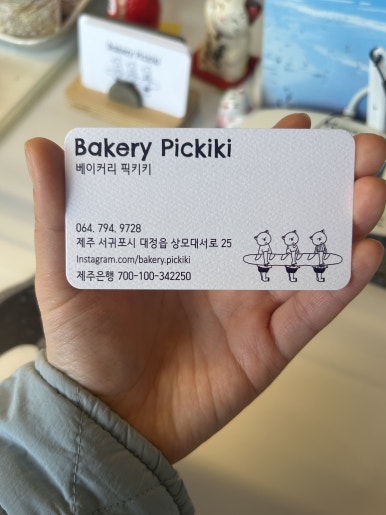 Bakery Pickiki
Bakery Pickiki
베이커리 픽키키
064. 794. 9728
제주 서귀포시 대정읍 상모대서로 25
Instagram.com/bakery.pickiki
제주은행 700-100-342250